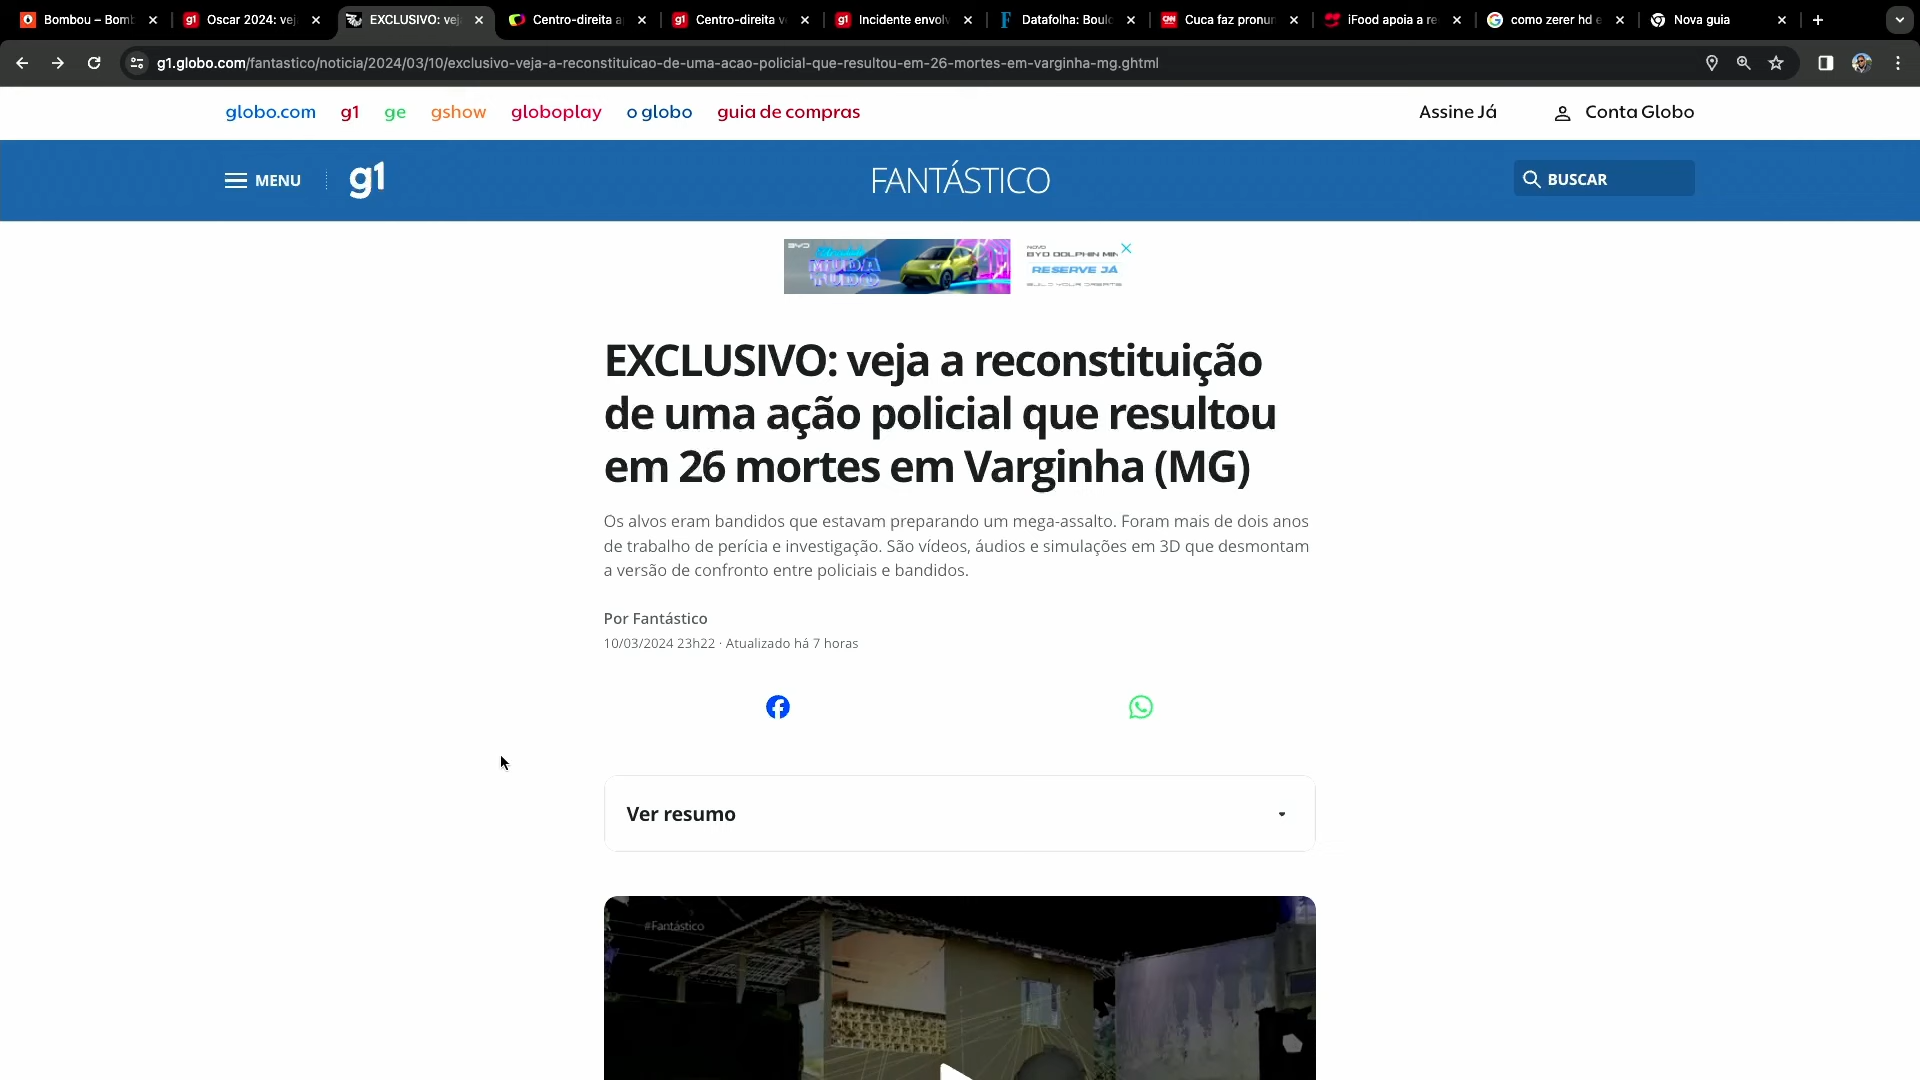 Bombou – Bomb
Oscar 2024: vej
EXCLUSIVO: vej
Centro-direita a
Centro-direita v
Incidente envolv
Datafolha: Boulo
Cuca faz pronun
iFood apoia a re
como zerer hd e
Nova guia
g1.globo.com/fantastico/noticia/2024/03/10/exclusivo-veja-a-reconstituicao-de-uma-acao-policial-que-resultou-em-26-mortes-em-varginha-mg.ghtml
globo.com g1 ge gshow globoplay o globo guia de compras Assine Já Conta Globo
MENU g1 FANTÁSTICO BUSCAR
BYD
MUDA
TUDO
NOVO
BYD DOLPHIN MIN
RESERVE JÁ
BUILD YOUR DREAMS
EXCLUSIVO: veja a reconstituição
de uma ação policial que resultou
em 26 mortes em Varginha (MG)
Os alvos eram bandidos que estavam preparando um mega-assalto. Foram mais de dois anos
de trabalho de perícia e investigação. São vídeos, áudios e simulações em 3D que desmontam
a versão de confronto entre policiais e bandidos.
Por Fantástico
10/03/2024 23h22 · Atualizado há 7 horas
Ver resumo
#Fantástico